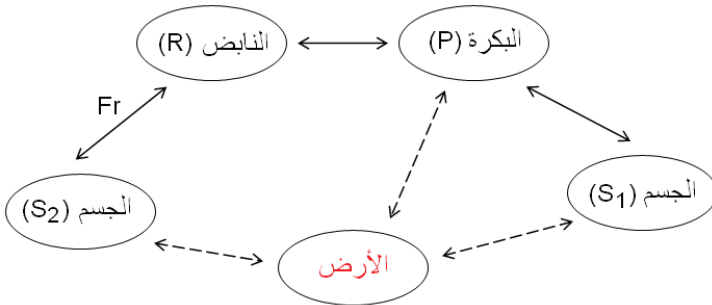 النابض (R)
البكرة (P)
Fr
الجسم (S₂)
الجسم (S₁)
الأرض